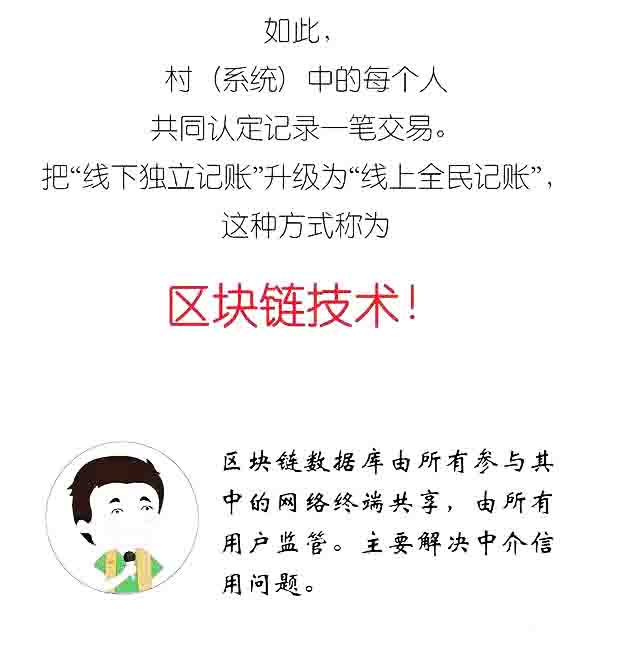 如此，
村（系统）中的每个人
共同认定记录一笔交易。
把“线下独立记账”升级为“线上全民记账”，
这种方式称为
区块链技术！
区块链数据库由所有参与其
中的网络终端共享，由所有
用户监管。主要解决中介信
用问题。